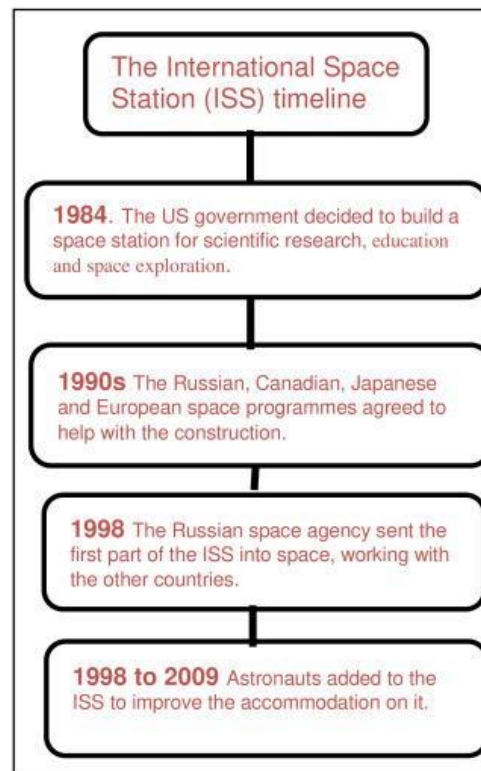 The International Space
Station (ISS) timeline
1984. The US government decided to build a
space station for scientific research, education
and space exploration.
1990s The Russian, Canadian, Japanese
and European space programmes agreed to
help with the construction.
1998 The Russian space agency sent the
first part of the ISS into space, working with
the other countries.
1998 to 2009 Astronauts added to the
ISS to improve the accommodation on it.